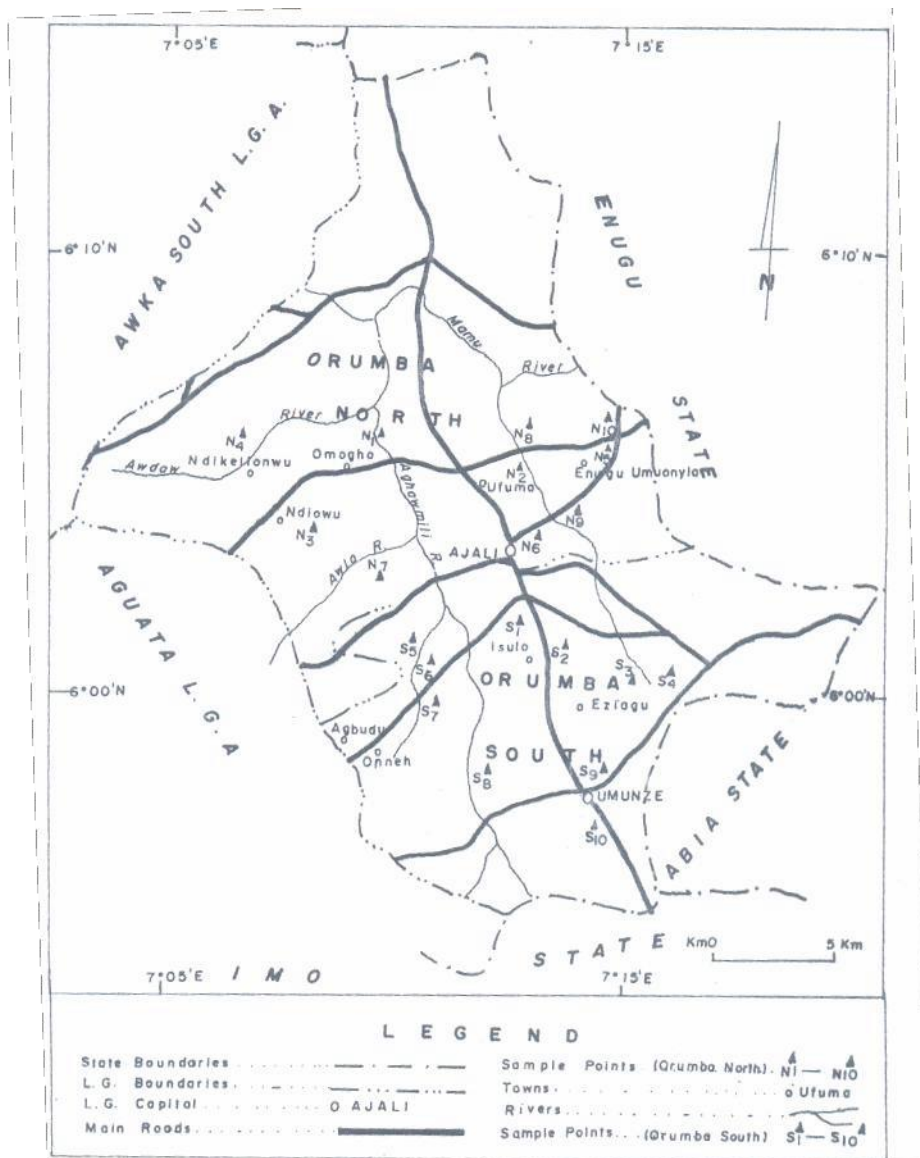 7°05'E 7°15'E
AWKA SOUTH L.G.A.
ENUGU
STATE
6°10'N 6°10'N
N
Mamu
River
ORUMBA
NORTH
River
Awdaw
N4
N1
N8
N10
Omogho
N2
Ufuma
Enugu Umuonyia
Ndiowu
N3
Aghawmili R
N9
AJALI
N6
N7
AGUATA L.G.A
S1
S5
Isulo
S2
S6
S3
S4
6°00'N 6°00'N
ORUMBA
S7
Eziagu
Agbudu
Onneh
SOUTH
S8
S9
UMUNZE
S10
ABIA STATE
IMO STATE
Km0 5 Km
7°05'E 7°15'E
LEGEND
State Boundaries
L.G. Boundaries
L.G. Capital O AJALI
Main Roads
Sample Points (Orumba North) N1 — N10
Towns o Ufuma
Rivers
Sample Points (Orumba South) S1 — S10